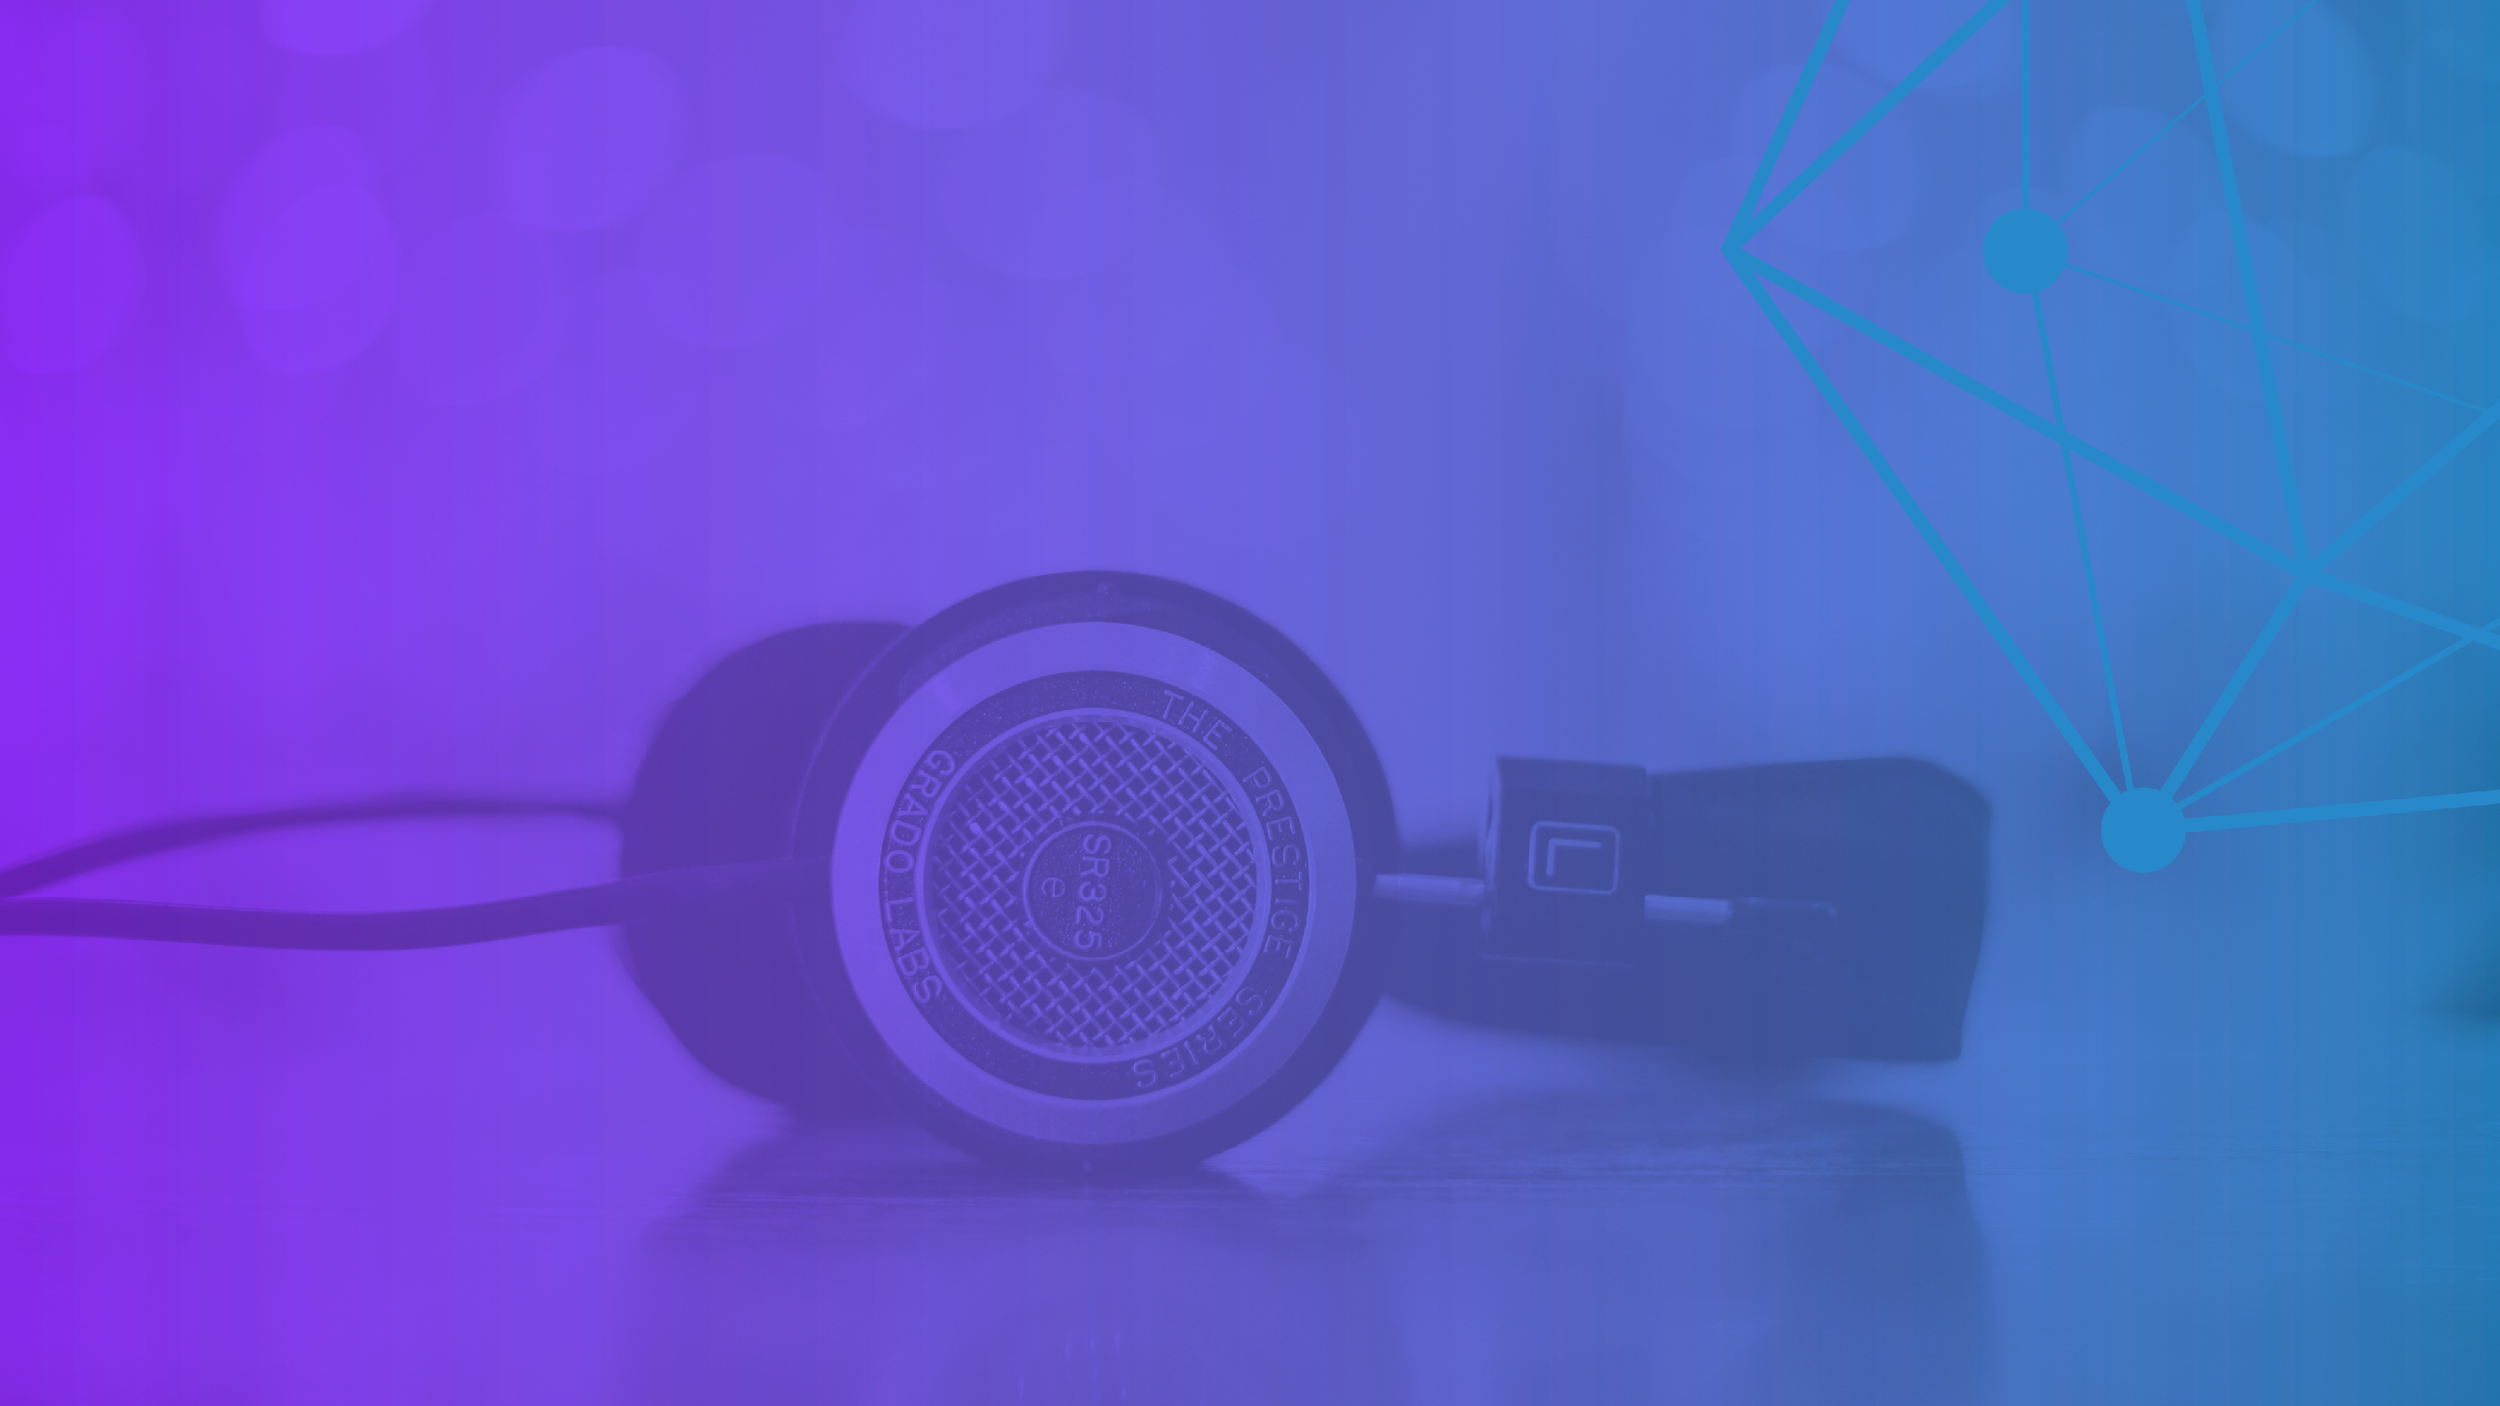 GRADO LABS
THE PRESTIGE SERIES
SR325
e
L